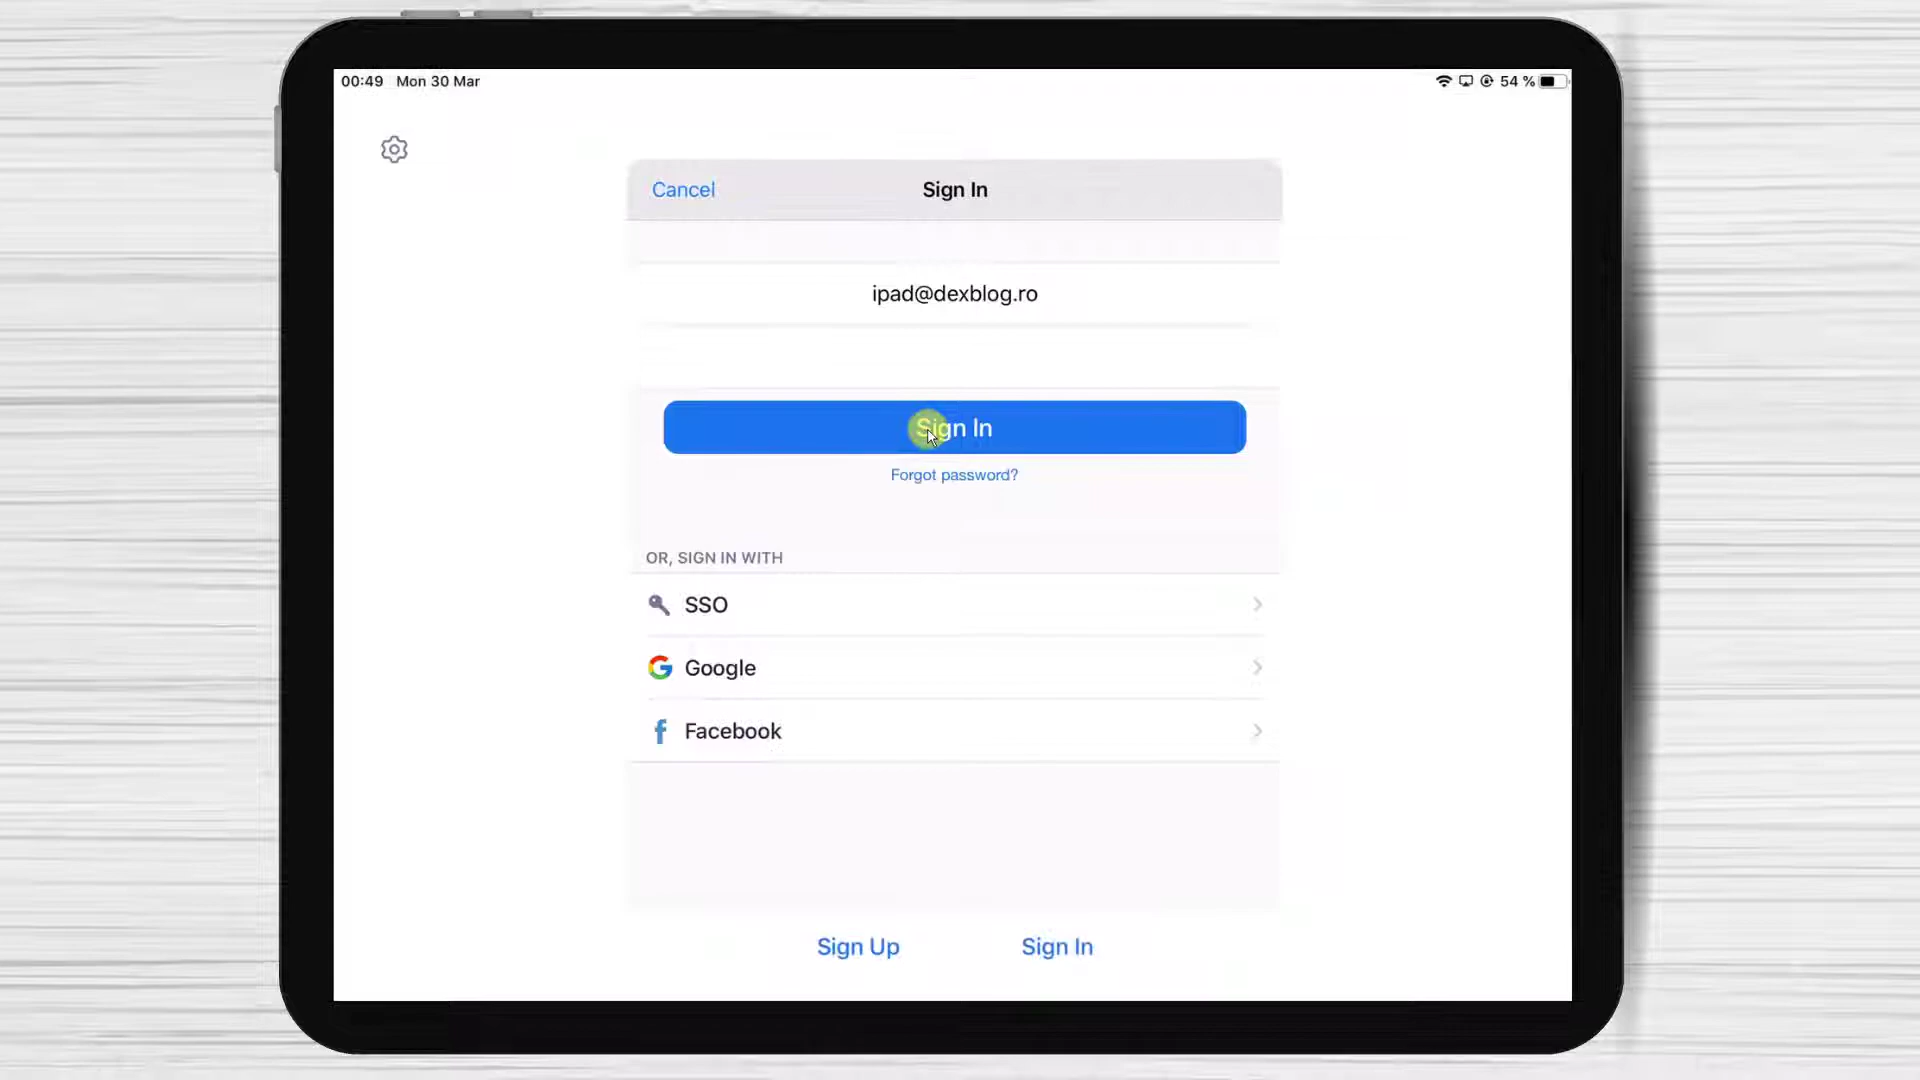 00:49 Mon 30 Mar 54 %
Cancel Sign In
ipad@dexblog.ro
Sign In
Forgot password?
OR, SIGN IN WITH
SSO
Google
Facebook
Sign Up Sign In